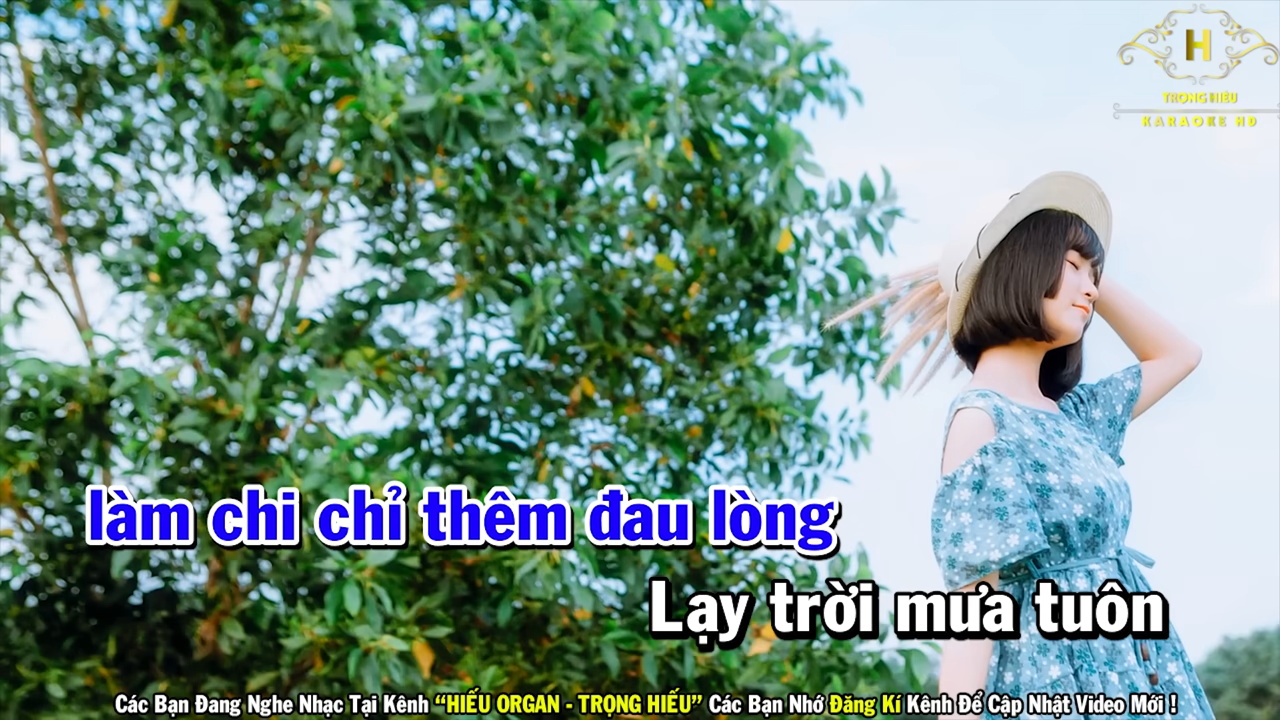 H
TRỌNG HIẾU
KARAOKE HD
làm chi chỉ thêm đau lòng
Lạy trời mưa tuôn
Các Bạn Đang Nghe Nhạc Tại Kênh “HIẾU ORGAN - TRỌNG HIẾU” Các Bạn Nhớ Đăng Kí Kênh Để Cập Nhật Video Mới !